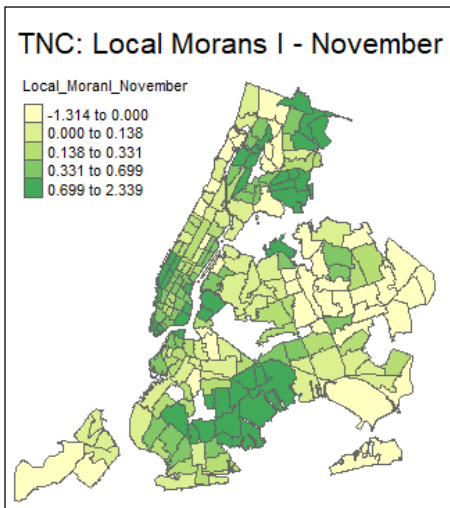 TNC: Local Morans I - November
Local_MoranI_November
-1.314 to 0.000
0.000 to 0.138
0.138 to 0.331
0.331 to 0.699
0.699 to 2.339